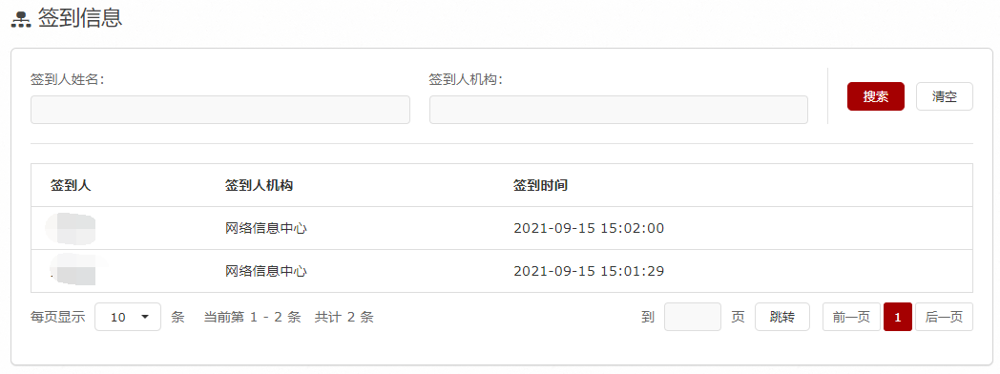 签到信息
签到人姓名: 签到人机构:
搜索 清空
签到人 签到人机构 签到时间
网络信息中心 2021-09-15 15:02:00
网络信息中心 2021-09-15 15:01:29
每页显示 10 条 当前第 1 - 2 条 共计 2 条 到 页 跳转 前一页 1 后一页